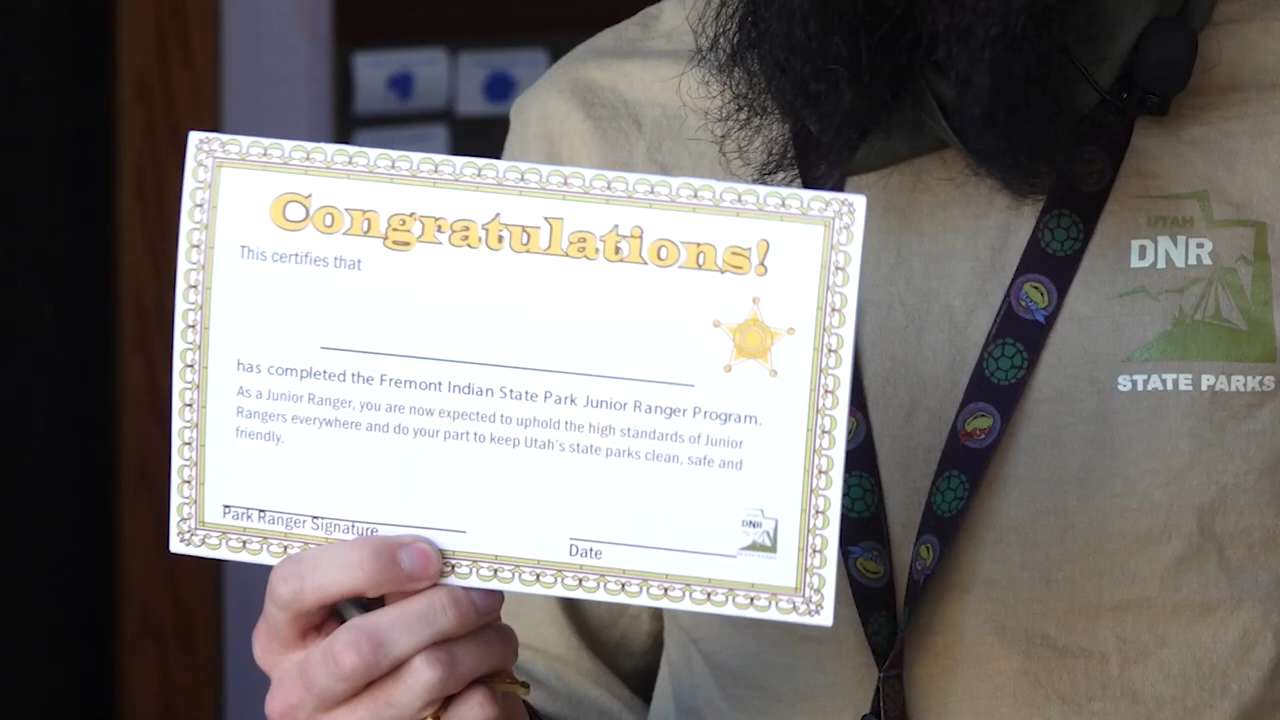 Congratulations!
This certifies that
has completed the Fremont Indian State Park Junior Ranger Program.
As a Junior Ranger, you are now expected to uphold the high standards of Junior
Rangers everywhere and do your part to keep Utah's state parks clean, safe and
friendly.
Park Ranger Signature
Date
DNR
UTAH
DNR
STATE PARKS